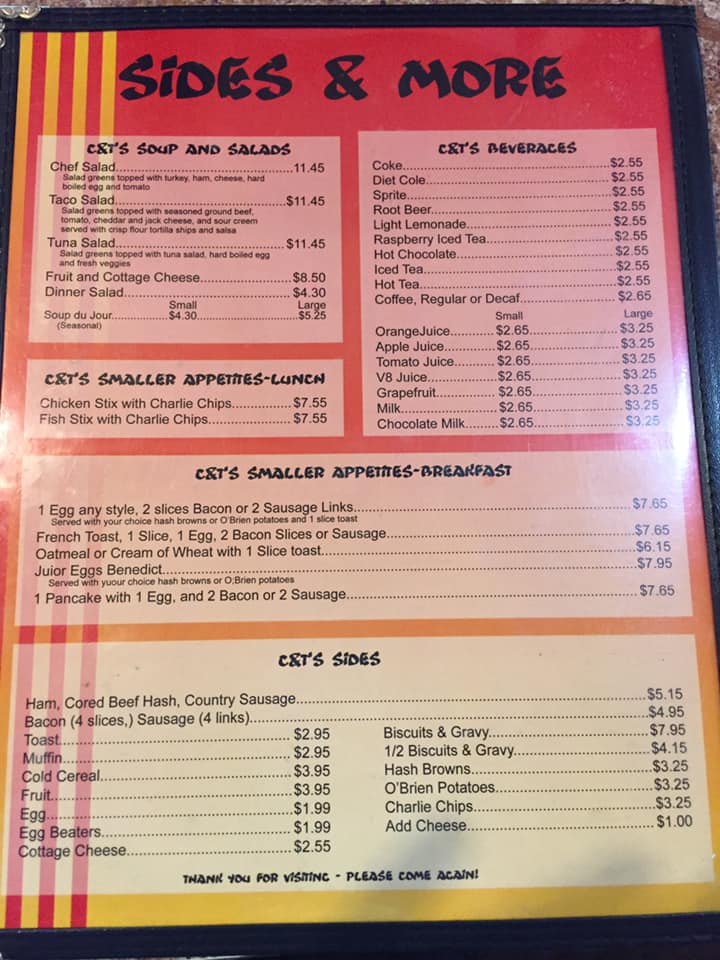 SiDES & MORE
C&T'S SOUP AND SALADS
Chef Salad..........11.45
Salad greens topped with turkey, ham, cheese, hard
boiled egg and tomato
Taco Salad..........$11.45
Salad greens topped with seasoned ground beef,
tomato, cheddar and jack cheese, and sour creem
served with crisp flour tortilla ships and salsa
Tuna Salad..........$11.45
Salad greens topped with tuna salad, hard boiled egg
and fresh veggies
Fruit and Cottage Cheese..........$8.50
Dinner Salad..........$4.30
Small Large
Soup du Jour..........$4.30..........$5.25
(Seasonal)
C&T'S BEVERAGES
Coke..........$2.55
Diet Cole..........$2.55
Sprite..........$2.55
Root Beer..........$2.55
Light Lemonade..........$2.55
Raspberry Iced Tea..........$2.55
Hot Chocolate..........$2.55
Iced Tea..........$2.55
Hot Tea..........$2.55
Coffee, Regular or Decaf..........$2.65
Small Large
OrangeJuice..........$2.65..........$3.25
Apple Juice..........$2.65..........$3.25
Tomato Juice..........$2.65..........$3.25
V8 Juice..........$2.65..........$3.25
Grapefruit..........$2.65..........$3.25
Milk..........$2.65..........$3.25
Chocolate Milk..........$2.65..........$3.25
C&T'S SMALLER APPETITES-LUNCH
Chicken Stix with Charlie Chips..........$7.55
Fish Stix with Charlie Chips..........$7.55
C&T'S SMALLER APPETITES-BREAKFAST
1 Egg any style, 2 slices Bacon or 2 Sausage Links..........$7.65
Served with your choice hash browns or O'Brien potatoes and 1 slice toast
French Toast, 1 Slice, 1 Egg, 2 Bacon Slices or Sausage..........$7.65
Oatmeal or Cream of Wheat with 1 Slice toast..........$6.15
Juior Eggs Benedict..........$7.95
Served with yuour choice hash browns or O;Brien potatoes
1 Pancake with 1 Egg, and 2 Bacon or 2 Sausage..........$7.65
C&T'S SIDES
Ham, Cored Beef Hash, Country Sausage..........$5.15
Bacon (4 slices,) Sausage (4 links)..........$4.95
Toast..........$2.95
Muffin..........$2.95
Cold Cereal..........$3.95
Fruit..........$3.95
Egg..........$1.99
Egg Beaters..........$1.99
Cottage Cheese..........$2.55
Biscuits & Gravy..........$7.95
1/2 Biscuits & Gravy..........$4.15
Hash Browns..........$3.25
O'Brien Potatoes..........$3.25
Charlie Chips..........$3.25
Add Cheese..........$1.00
THANK YOU FOR VISITING - PLEASE COME AGAIN!